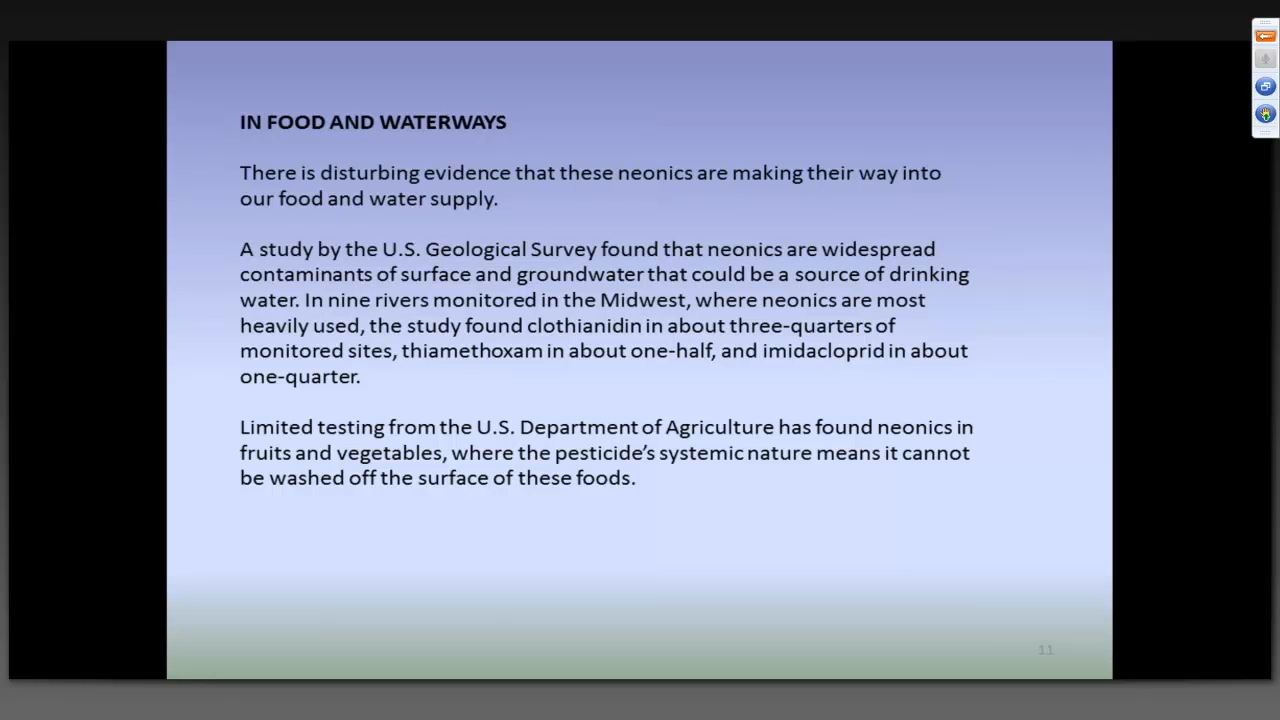 IN FOOD AND WATERWAYS
There is disturbing evidence that these neonics are making their way into
our food and water supply.
A study by the U.S. Geological Survey found that neonics are widespread
contaminants of surface and groundwater that could be a source of drinking
water. In nine rivers monitored in the Midwest, where neonics are most
heavily used, the study found clothianidin in about three-quarters of
monitored sites, thiamethoxam in about one-half, and imidacloprid in about
one-quarter.
Limited testing from the U.S. Department of Agriculture has found neonics in
fruits and vegetables, where the pesticide’s systemic nature means it cannot
be washed off the surface of these foods.
11